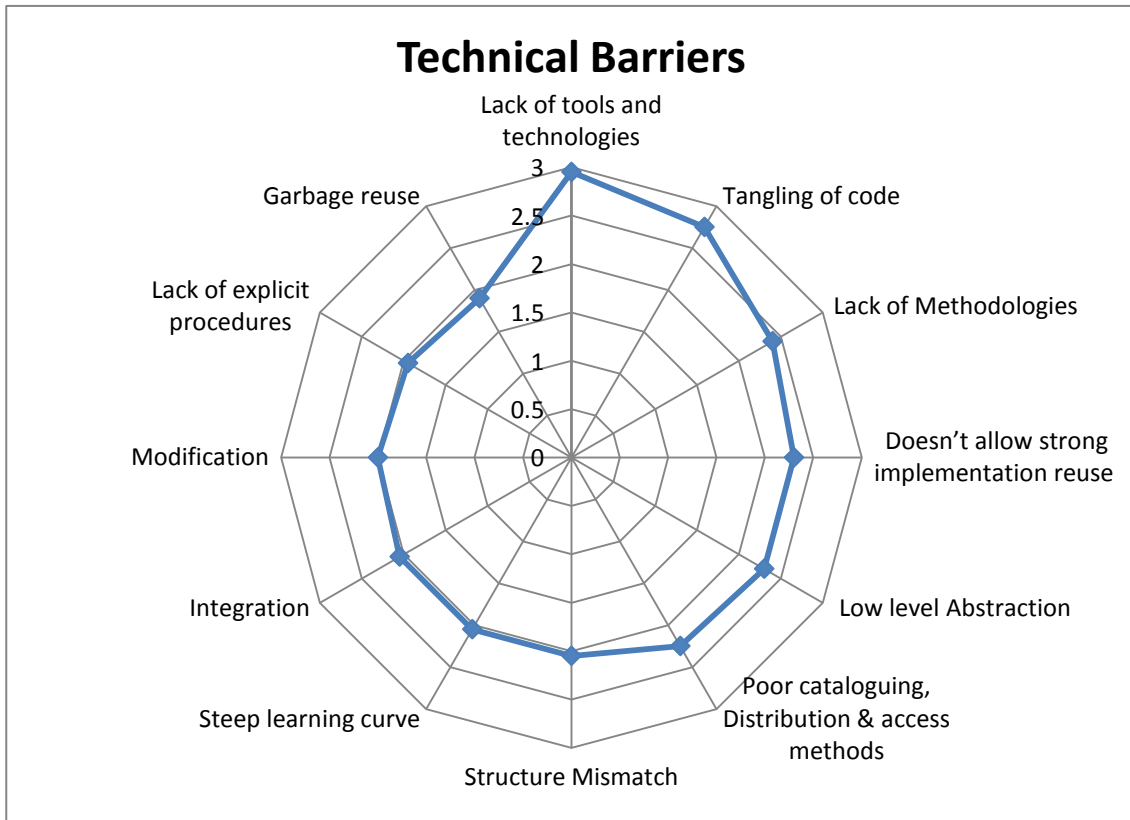 Technical Barriers
Lack of tools and
technologies
Tangling of code
Lack of Methodologies
Doesn’t allow strong
implementation reuse
Low level Abstraction
Poor cataloguing,
Distribution & access
methods
Structure Mismatch
Steep learning curve
Integration
Modification
Lack of explicit
procedures
Garbage reuse
3
2.5
2
1.5
1
0.5
0